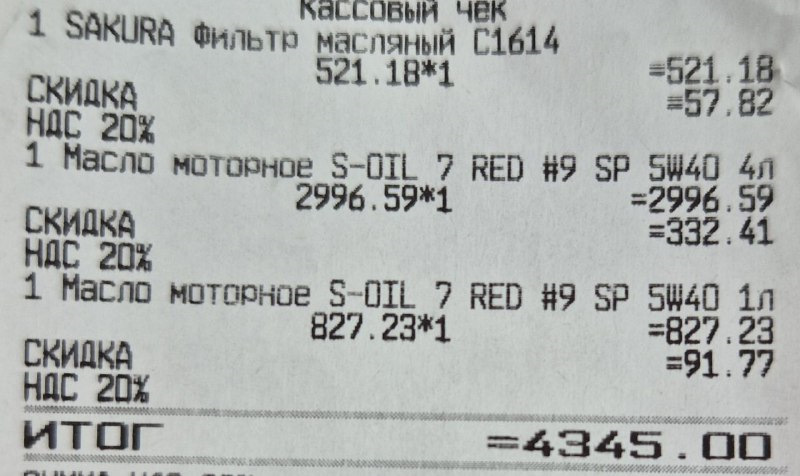 Кассовый чек
1 SAKURA Фильтр масляный C1614
521.18*1 =521.18
СКИДКА =57.82
НДС 20%
1 Масло моторное S-OIL 7 RED #9 SP 5W40 4л
2996.59*1 =2996.59
СКИДКА =332.41
НДС 20%
1 Масло моторное S-OIL 7 RED #9 SP 5W40 1л
827.23*1 =827.23
СКИДКА =91.77
НДС 20%
ИТОГ =4345.00